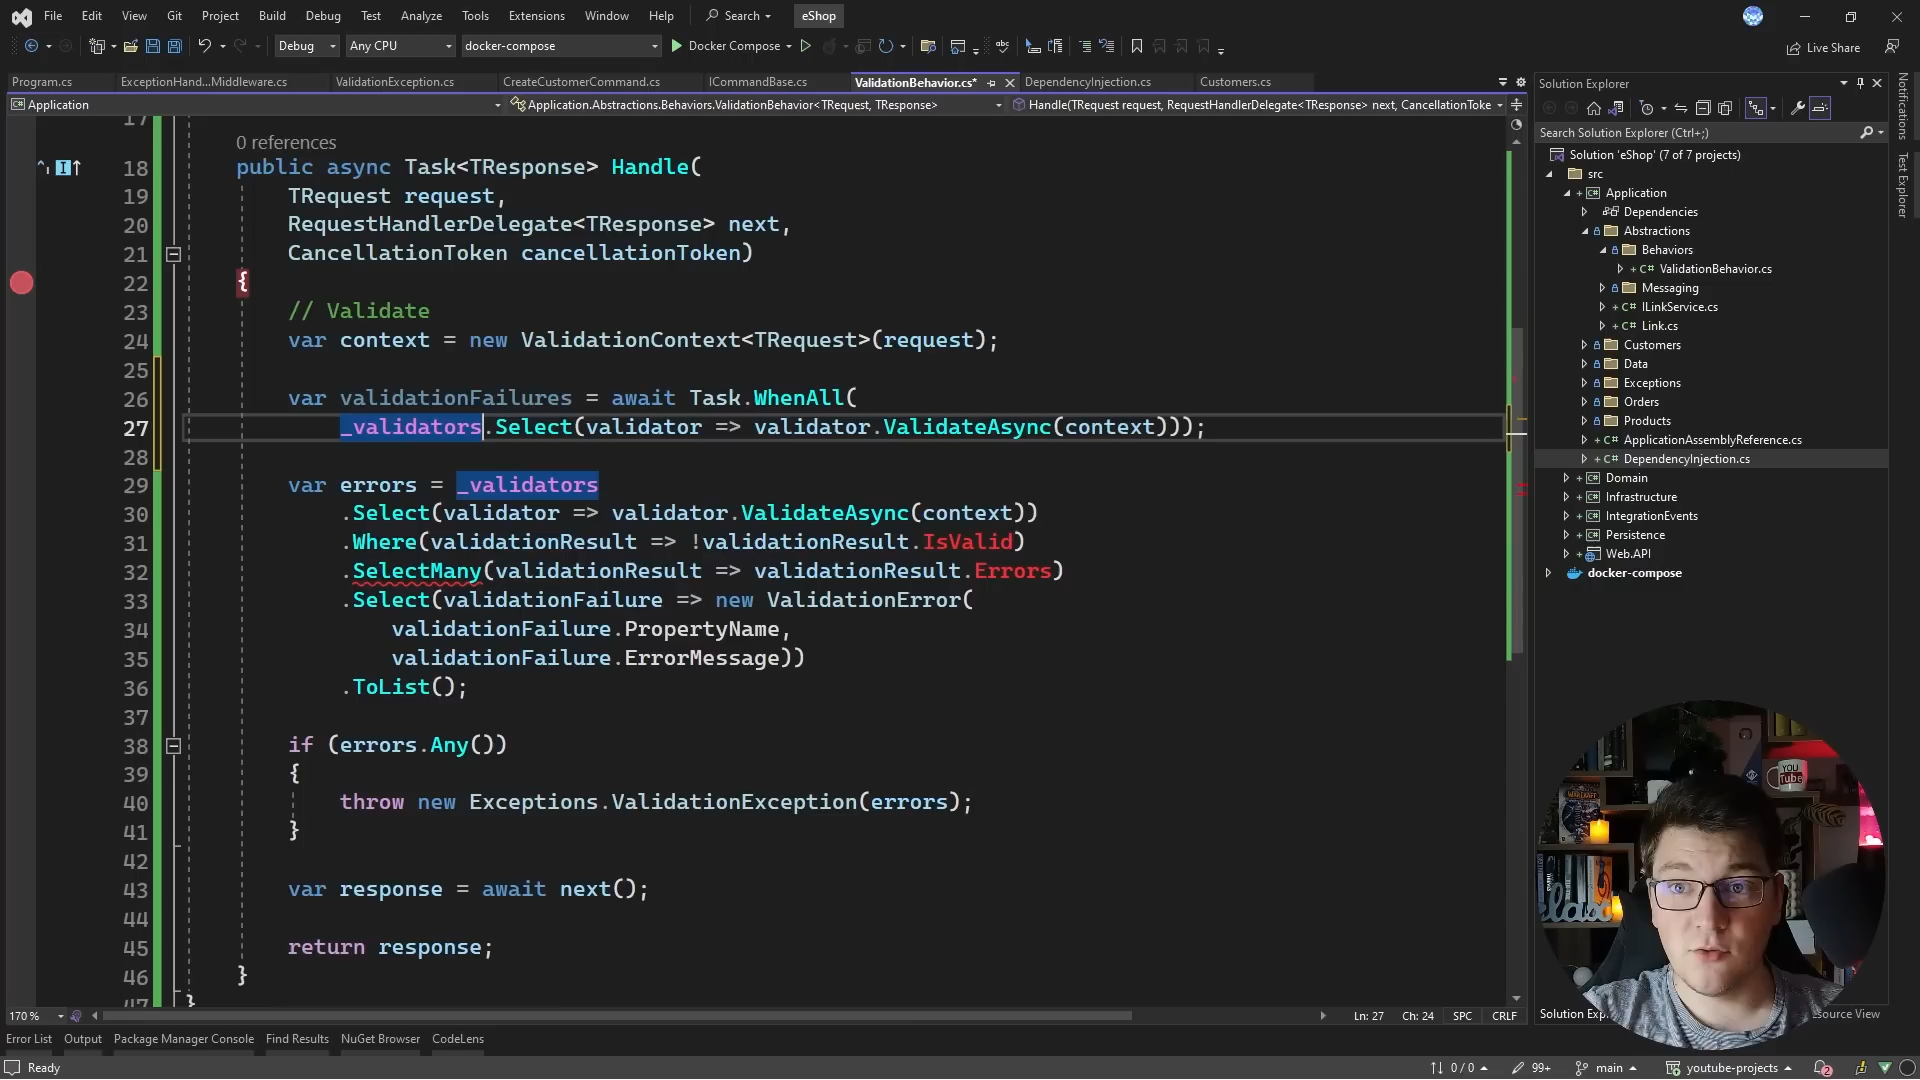 File Edit View Git Project Build Debug Test Analyze Tools Extensions Window Help Search eShop
Debug Any CPU docker-compose Docker Compose Live Share
Program.cs ExceptionHand...Middleware.cs ValidationException.cs CreateCustomerCommand.cs ICommandBase.cs ValidationBehavior.cs* DependencyInjection.cs Customers.cs
Application Application.Abstractions.Behaviors.ValidationBehavior<TRequest, TResponse> Handle(TRequest request, RequestHandlerDelegate<TResponse> next, CancellationToke
17
0 references
18 public async Task<TResponse> Handle(
19 TRequest request,
20 RequestHandlerDelegate<TResponse> next,
21 CancellationToken cancellationToken)
22 {
23 // Validate
24 var context = new ValidationContext<TRequest>(request);
25
26 var validationFailures = await Task.WhenAll(
27 _validators.Select(validator => validator.ValidateAsync(context)));
28
29 var errors = _validators
30 .Select(validator => validator.ValidateAsync(context))
31 .Where(validationResult => !validationResult.IsValid)
32 .SelectMany(validationResult => validationResult.Errors)
33 .Select(validationFailure => new ValidationError(
34 validationFailure.PropertyName,
35 validationFailure.ErrorMessage))
36 .ToList();
37
38 if (errors.Any())
39 {
40 throw new Exceptions.ValidationException(errors);
41 }
42
43 var response = await next();
44
45 return response;
46 }
47 }
170 % Ln: 27 Ch: 24 SPC CRLF
Error List Output Package Manager Console Find Results NuGet Browser CodeLens
Ready 0 / 0 99+ main youtube-projects 2
Solution Explorer
Search Solution Explorer (Ctrl+;)
Solution 'eShop' (7 of 7 projects)
src
Application
Dependencies
Abstractions
Behaviors
ValidationBehavior.cs
Messaging
ILinkService.cs
Link.cs
Customers
Data
Exceptions
Orders
Products
ApplicationAssemblyReference.cs
DependencyInjection.cs
Domain
Infrastructure
IntegrationEvents
Persistence
Web.API
docker-compose
Notifications
Test Explorer
YOU
Tube
relax
Solution Exp
source View